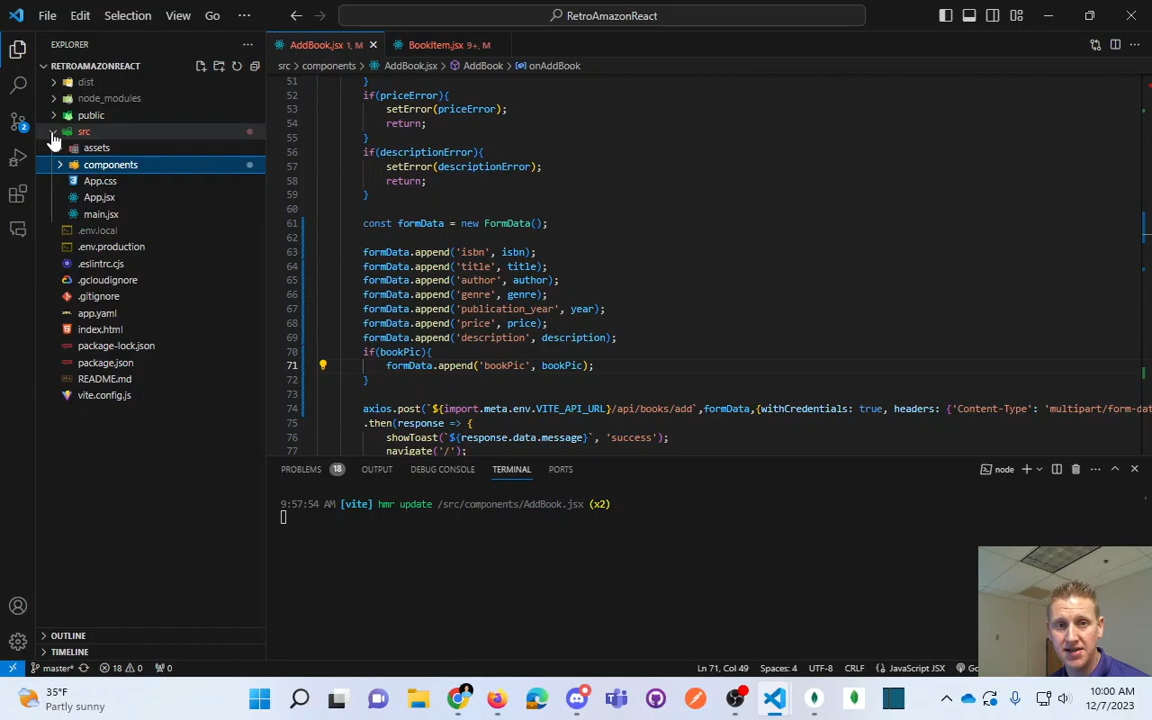 File Edit Selection View Go ··· RetroAmazonReact
EXPLORER
AddBook.jsx 1, M
BookItem.jsx 9+, M
RETROAMAZONREACT
src > components > AddBook.jsx > AddBook > onAddBook
dist
node_modules
public
src
assets
components
App.css
App.jsx
main.jsx
.env.local
.env.production
.eslintrc.cjs
.gcloudignore
.gitignore
app.yaml
index.html
package-lock.json
package.json
README.md
vite.config.js
OUTLINE
TIMELINE
51 }
52 if(priceError){
53 setError(priceError);
54 return;
55 }
56 if(descriptionError){
57 setError(descriptionError);
58 return;
59 }
60
61 const formData = new FormData();
62
63 formData.append('isbn', isbn);
64 formData.append('title', title);
65 formData.append('author', author);
66 formData.append('genre', genre);
67 formData.append('publication_year', year);
68 formData.append('price', price);
69 formData.append('description', description);
70 if(bookPic){
71 formData.append('bookPic', bookPic);
72 }
73
74 axios.post(`${import.meta.env.VITE_API_URL}/api/books/add`,formData,{withCredentials: true, headers: {'Content-Type': 'multipart/form-dat
75 .then(response => {
76 showToast(`${response.data.message}`, 'success');
77 navigate('/');
PROBLEMS 18 OUTPUT DEBUG CONSOLE TERMINAL PORTS
node
9:57:54 AM [vite] hmr update /src/components/AddBook.jsx (x2)
2
master* 18 0 0
Ln 71, Col 49 Spaces: 4 UTF-8 CRLF JavaScript JSX Go
35°F
Partly sunny
10:00 AM
12/7/2023